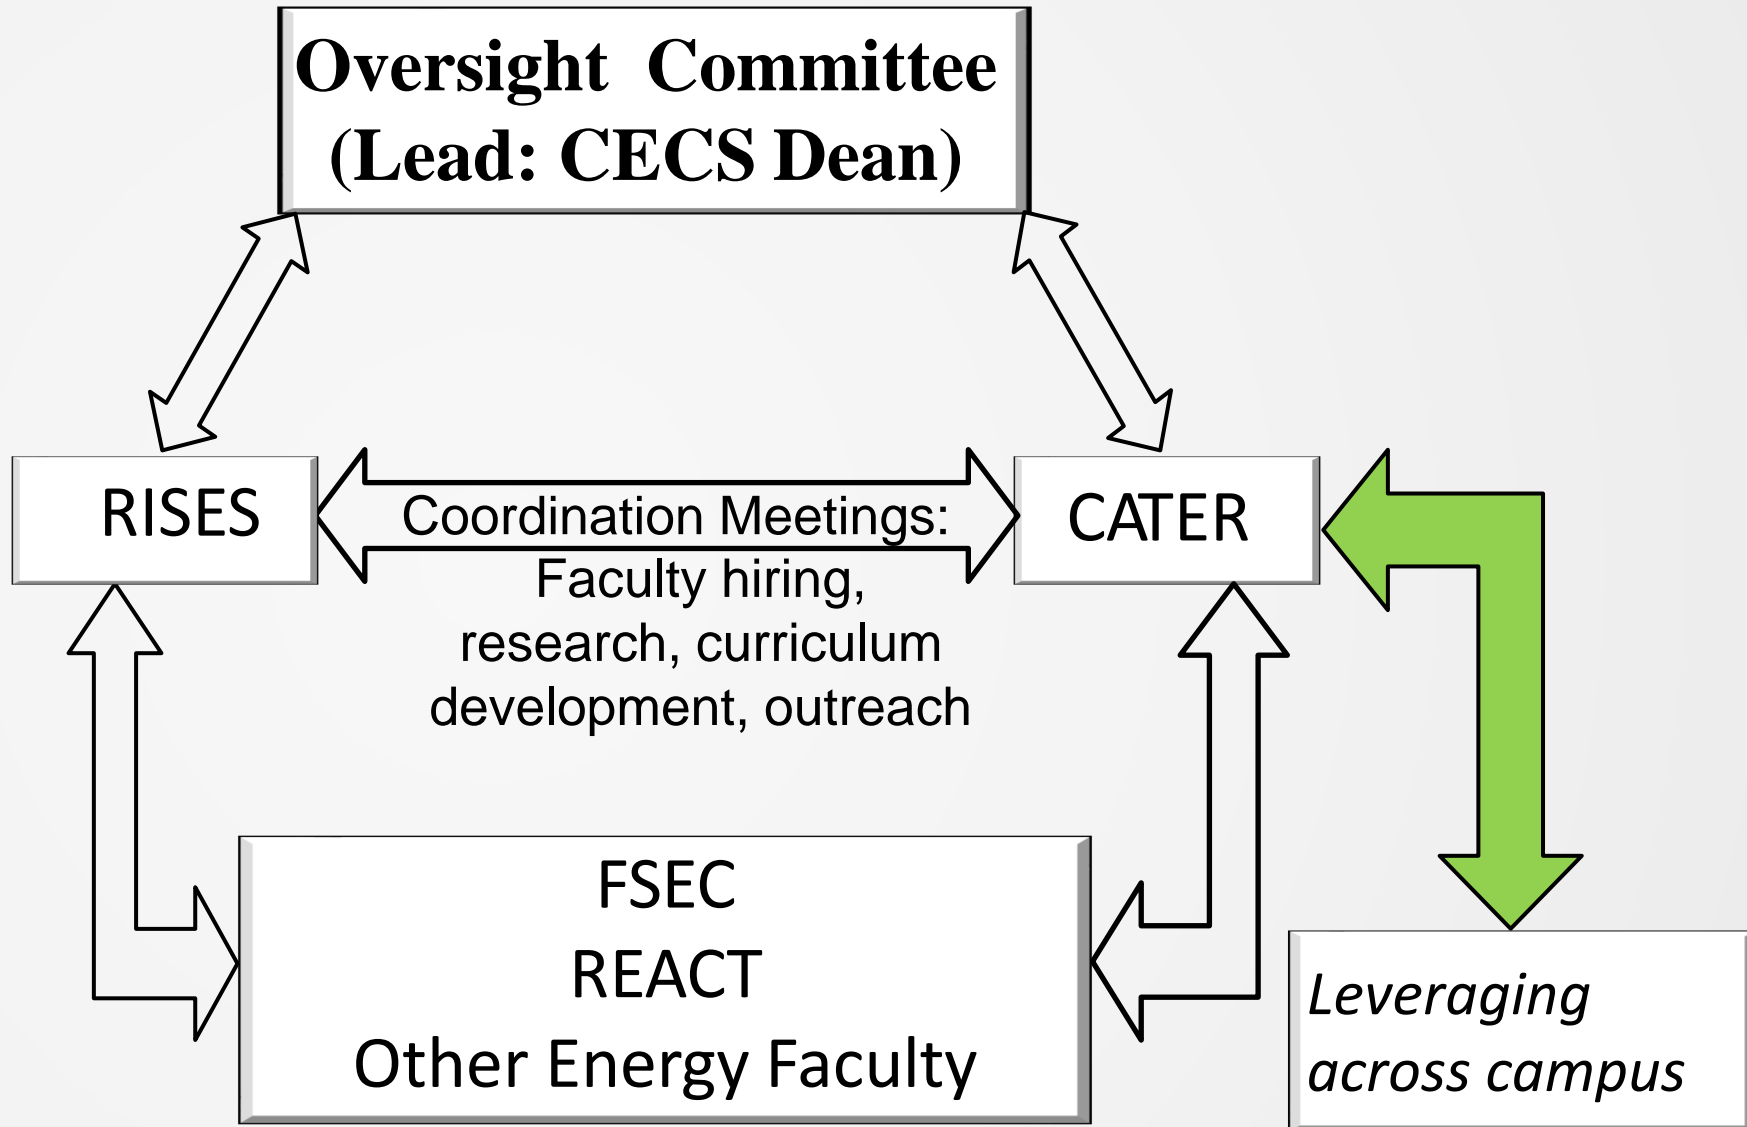 Oversight Committee
(Lead: CECS Dean)
RISES
Coordination Meetings:
Faculty hiring,
research, curriculum
development, outreach
CATER
FSEC
REACT
Other Energy Faculty
Leveraging
across campus